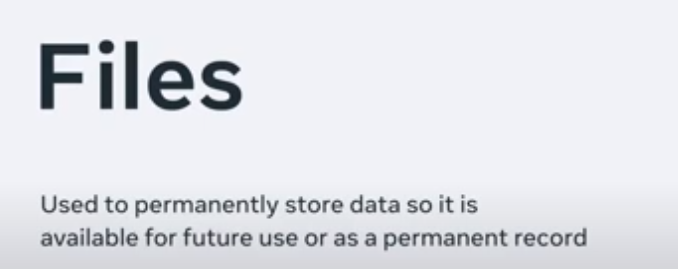 Files
Used to permanently store data so it is
available for future use or as a permanent record